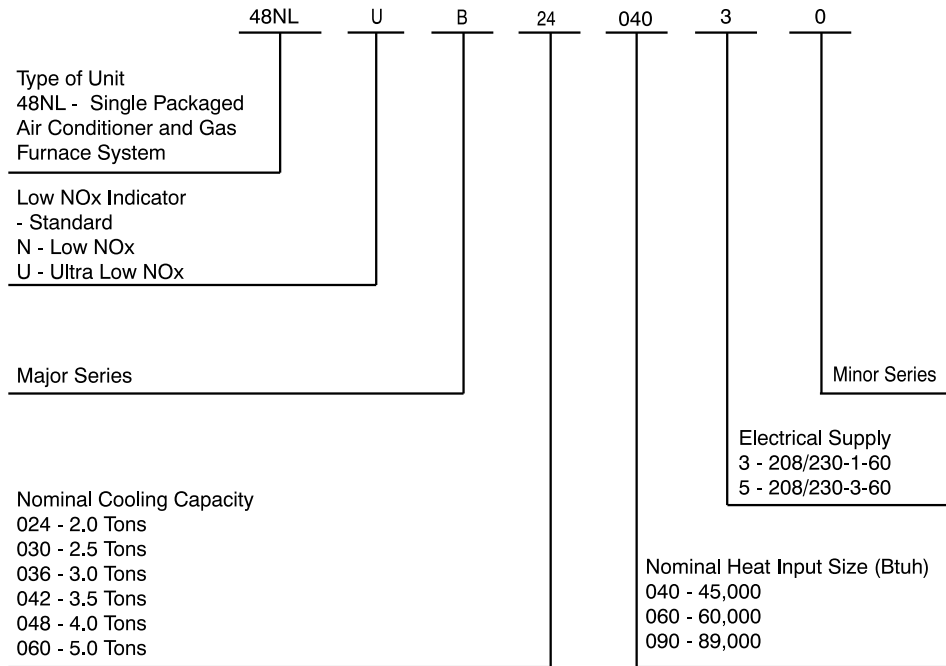 48NL U B 24 040 3 0
Type of Unit
48NL - Single Packaged
Air Conditioner and Gas
Furnace System
Low NOx Indicator
- Standard
N - Low NOx
U - Ultra Low NOx
Major Series
Minor Series
Electrical Supply
3 - 208/230-1-60
5 - 208/230-3-60
Nominal Cooling Capacity
024 - 2.0 Tons
030 - 2.5 Tons
036 - 3.0 Tons
042 - 3.5 Tons
048 - 4.0 Tons
060 - 5.0 Tons
Nominal Heat Input Size (Btuh)
040 - 45,000
060 - 60,000
090 - 89,000